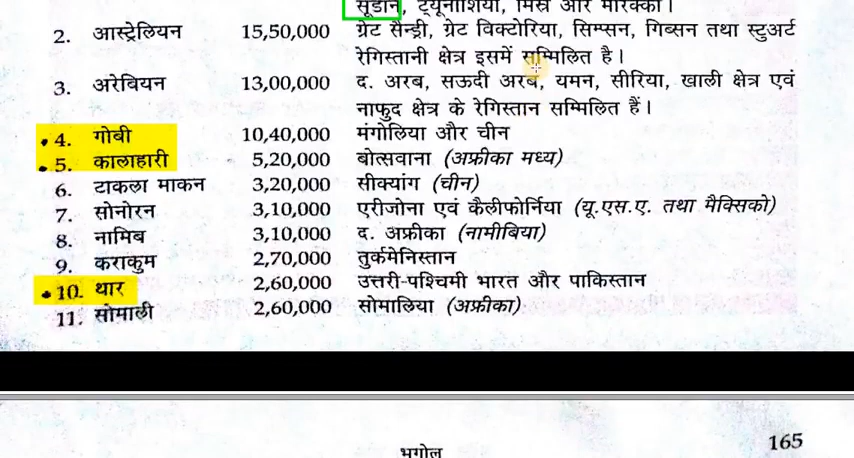 सूडान, ट्यूनीशिया, मिस्र और मोरक्को।
2. आस्ट्रेलियन 15,50,000 ग्रेट सैन्ड्री, ग्रेट विक्टोरिया, सिम्पसन, गिब्सन तथा स्टुअर्ट
रेगिस्तानी क्षेत्र इसमें सम्मिलित है।
3. अरेबियन 13,00,000 द. अरब, सऊदी अरब, यमन, सीरिया, खाली क्षेत्र एवं
नाफुद क्षेत्र के रेगिस्तान सम्मिलित हैं।
4. गोबी 10,40,000 मंगोलिया और चीन
5. कालाहारी 5,20,000 बोत्सवाना (अफ्रीका मध्य)
6. टाकला माकन 3,20,000 सीक्यांग (चीन)
7. सोनोरन 3,10,000 एरीजोना एवं कैलीफोर्निया (यू.एस.ए. तथा मैक्सिको)
8. नामिब 3,10,000 द. अफ्रीका (नामीबिया)
9. कराकुम 2,70,000 तुर्कमेनिस्तान
10. थार 2,60,000 उत्तरी-पश्चिमी भारत और पाकिस्तान
11. सोमाली 2,60,000 सोमालिया (अफ्रीका)
भूगोल 165